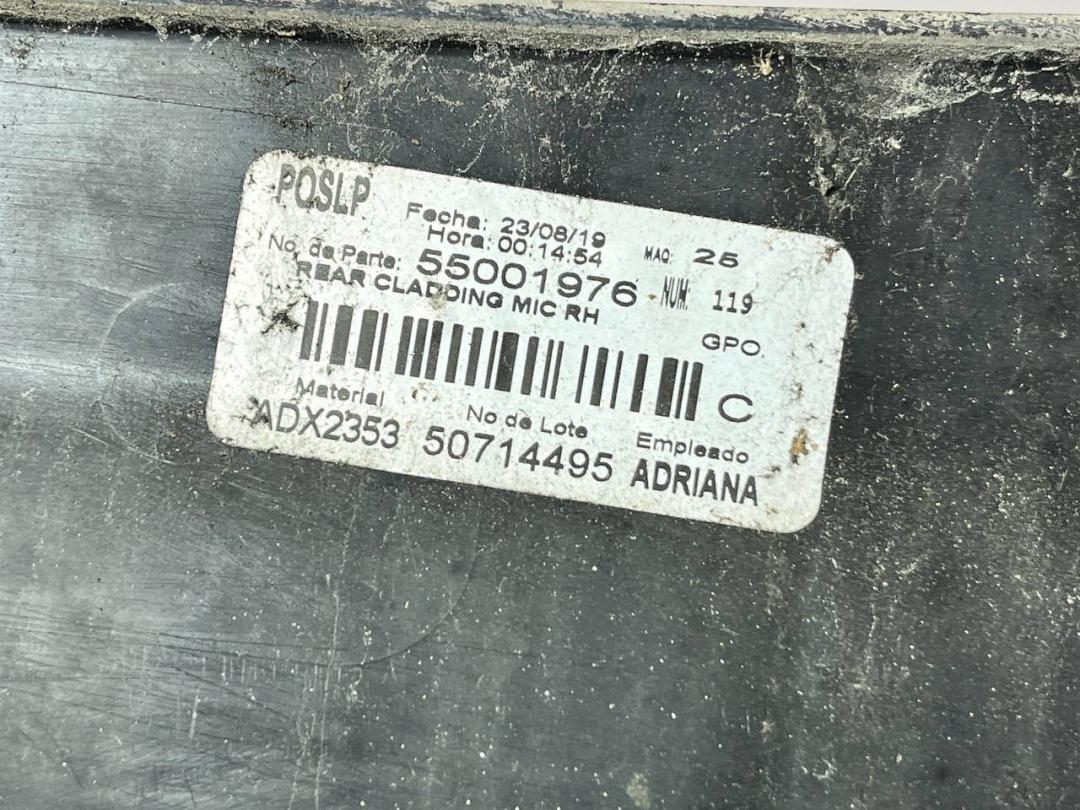 POSLP
Fecha: 23/08/19 MAQ: 25
Hora: 00:14:54
No. de Parte: 55001976 NUM: 119
REAR CLADDING MIC RH
GPO.
C
Material No de Lote Empleado
ADX2353 50714495 ADRIANA